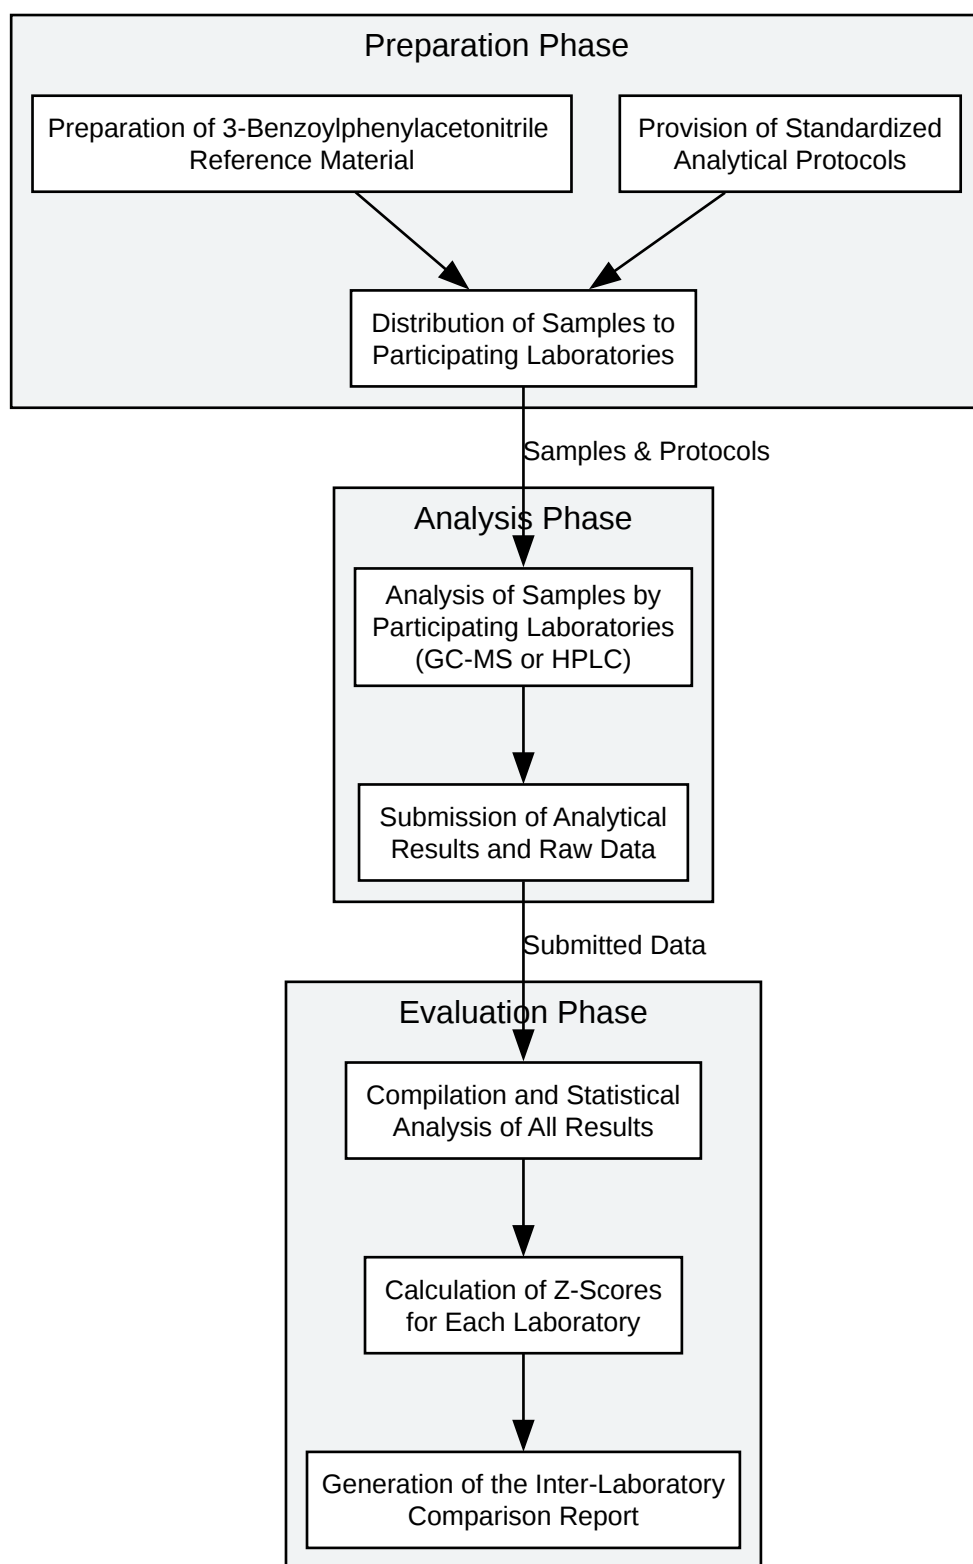 Preparation Phase
Preparation of 3-Benzoylphenylacetonitrile
Reference Material
Provision of Standardized
Analytical Protocols
Distribution of Samples to
Participating Laboratories
Samples & Protocols
Analysis Phase
Analysis of Samples by
Participating Laboratories
(GC-MS or HPLC)
Submission of Analytical
Results and Raw Data
Submitted Data
Evaluation Phase
Compilation and Statistical
Analysis of All Results
Calculation of Z-Scores
for Each Laboratory
Generation of the Inter-Laboratory
Comparison Report